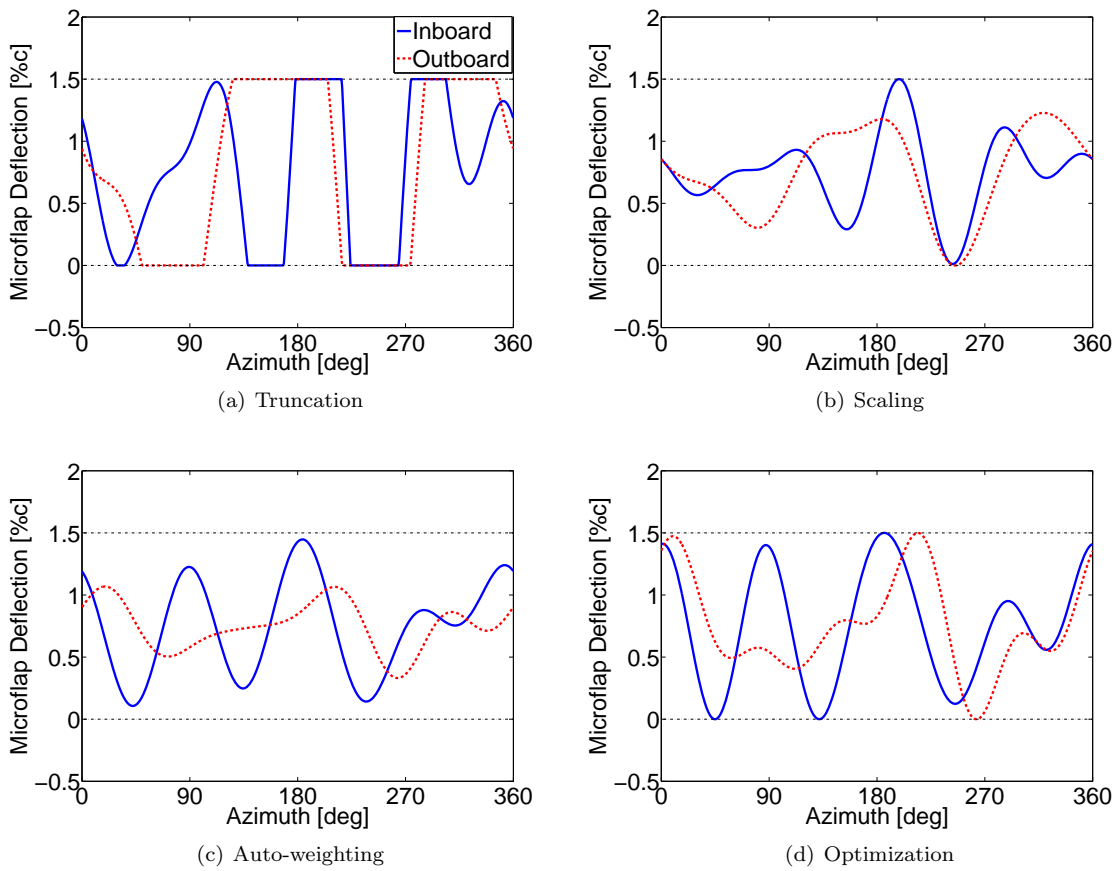 2
1.5
1
0.5
0
−0.5
Microflap Deflection [%c]
Inboard
Outboard
0 90 180 270 360
Azimuth [deg]
(a) Truncation
2
1.5
1
0.5
0
−0.5
Microflap Deflection [%c]
0 90 180 270 360
Azimuth [deg]
(b) Scaling
2
1.5
1
0.5
0
−0.5
Microflap Deflection [%c]
0 90 180 270 360
Azimuth [deg]
(c) Auto-weighting
2
1.5
1
0.5
0
−0.5
Microflap Deflection [%c]
0 90 180 270 360
Azimuth [deg]
(d) Optimization